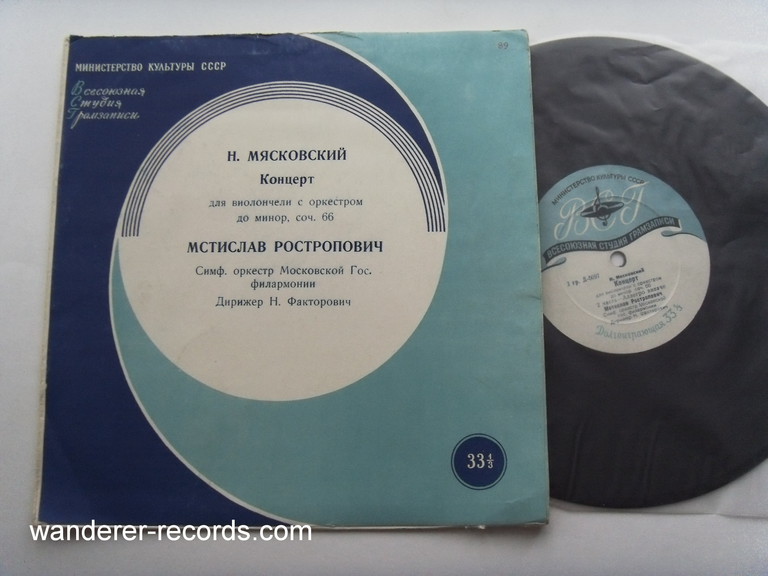 МИНИСТЕРСТВО КУЛЬТУРЫ СССР
Всесоюзная
Студия
Грамзаписи
Н. МЯСКОВСКИЙ
Концерт
для виолончели с оркестром
до минор, соч. 66
МСТИСЛАВ РОСТРОПОВИЧ
Симф. оркестр Московской Гос.
филармонии
Дирижер Н. Факторович
33⅓
МИНИСТЕРСТВО КУЛЬТУРЫ СССР
ВСГ
ВСЕСОЮЗНАЯ СТУДИЯ ГРАМЗАПИСИ
Н. Мясковский
Концерт
Мстислав Ростропович
Долгоиграющая 33⅓
wanderer-records.com